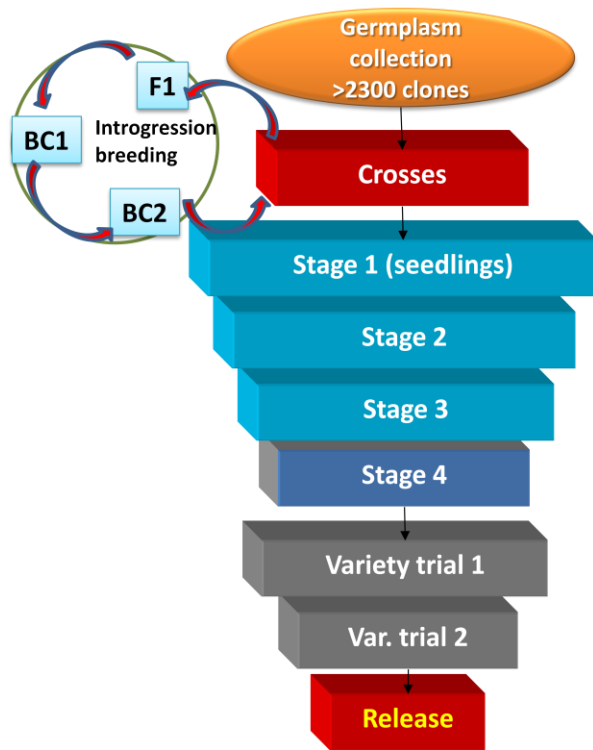 Germplasm
collection
>2300 clones
F1
Introgression
breeding
BC1
BC2
Crosses
Stage 1 (seedlings)
Stage 2
Stage 3
Stage 4
Variety trial 1
Var. trial 2
Release